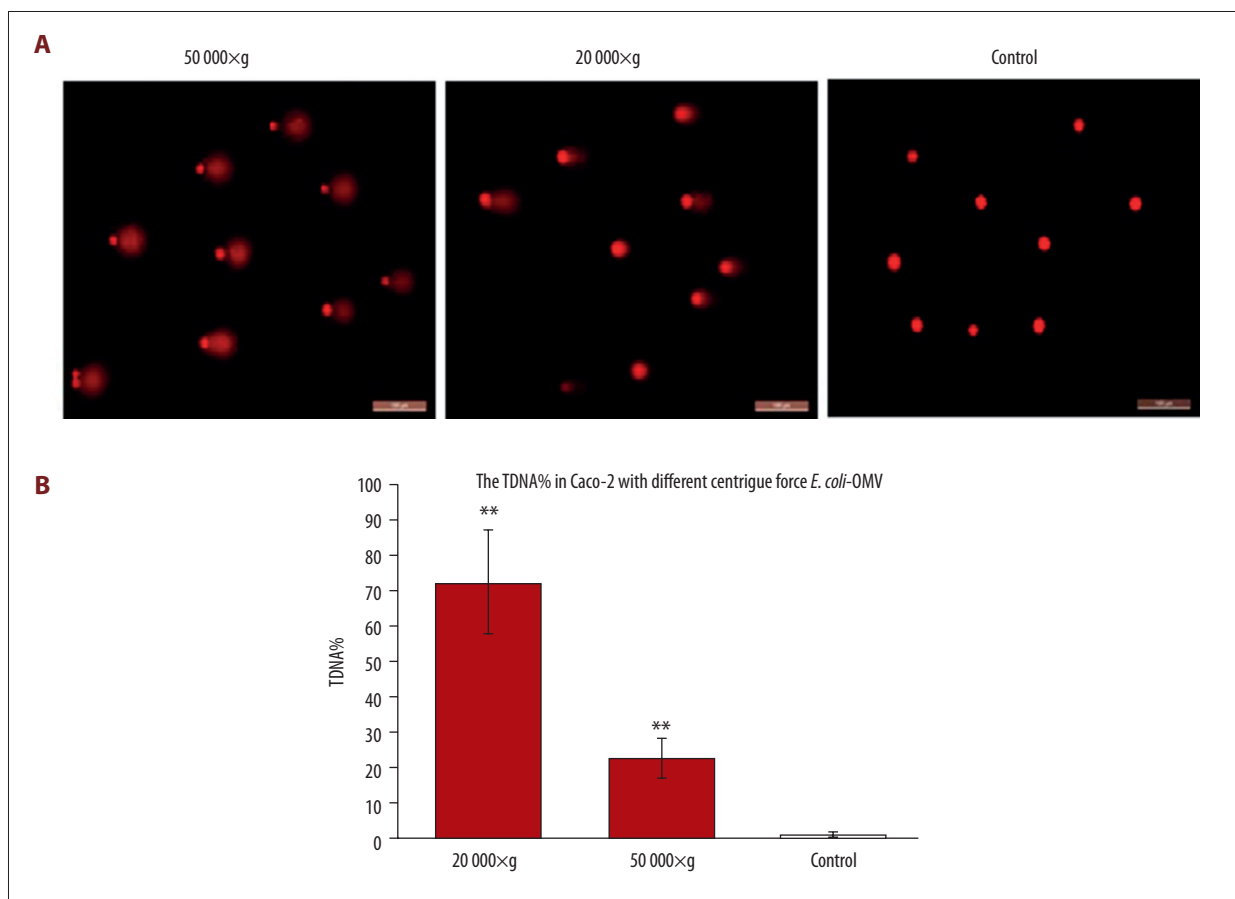 A
50 000×g
20 000×g
Control
B
The TDNA% in Caco-2 with different centrigue force E. coli-OMV
TDNA%
100
90
80
70
60
50
40
30
20
10
0
**
**
20 000×g
50 000×g
Control